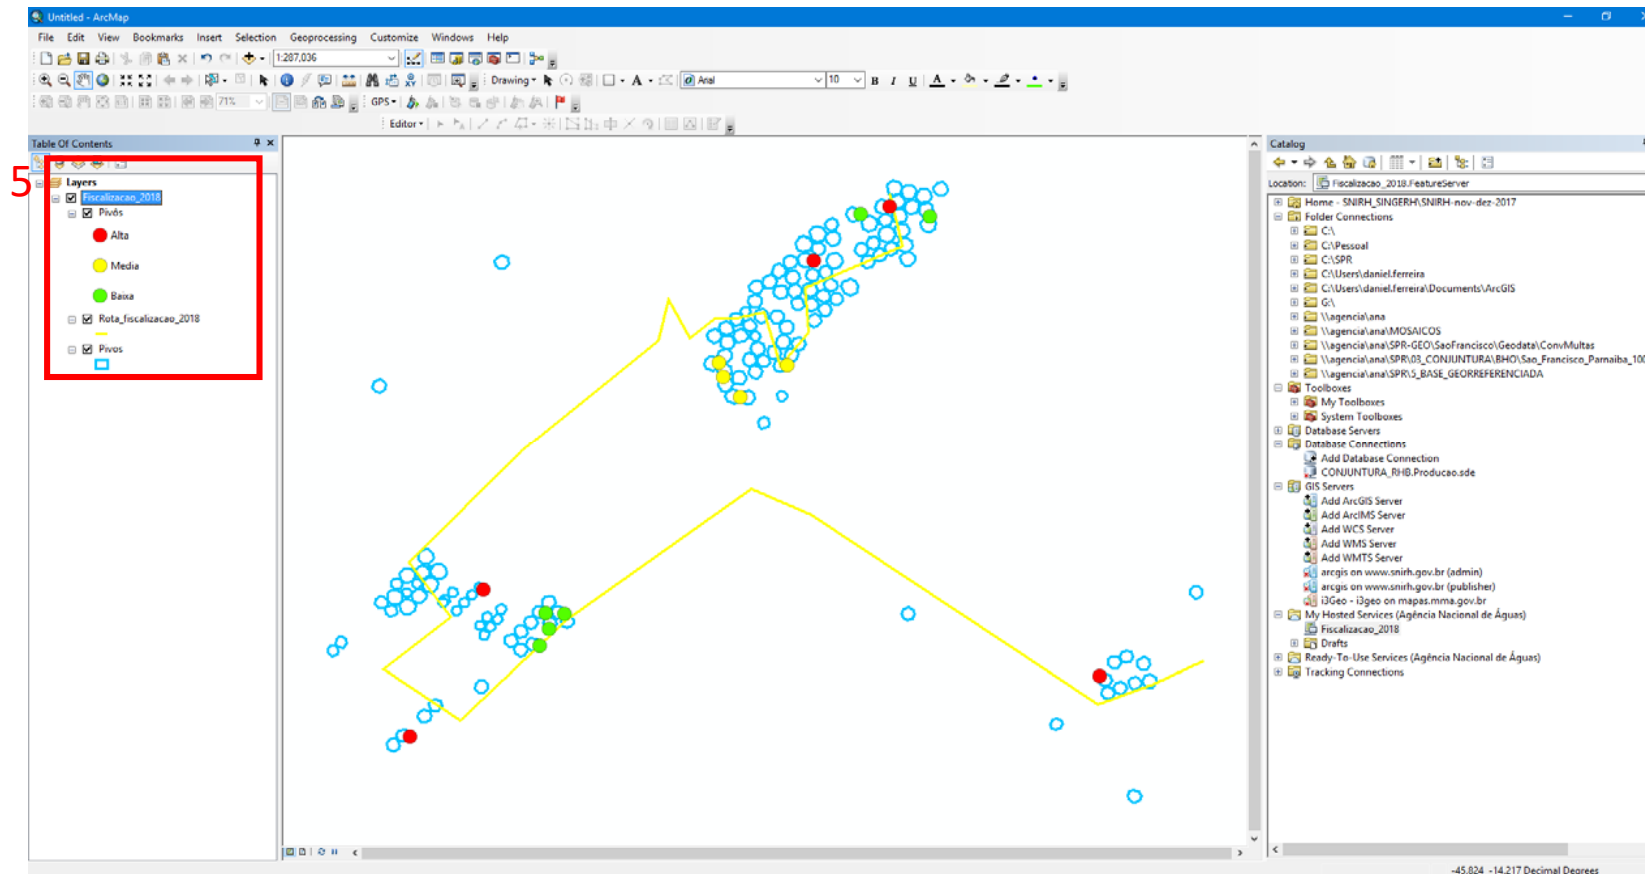 Untitled - ArcMap
File Edit View Bookmarks Insert Selection Geoprocessing Customize Windows Help
1:287,036
Drawing A Arial 10 B I U A
71% GPS
Editor
Table Of Contents
5
Layers
Fiscalizacao_2018
Pivôs
Alta
Media
Baixa
Rota_fiscalizacao_2018
Pivos
Catalog
Location: Fiscalizacao_2018.FeatureServer
Home - SNIRH_SINGERH\SNIRH-nov-dez-2017
Folder Connections
C:\
C:\Pessoal
C:\SPR
C:\Users\daniel.ferreira
C:\Users\daniel.ferreira\Documents\ArcGIS
G:\
\\agencia\ana
\\agencia\ana\MOSAICOS
\\agencia\ana\SPR-GEO\SaoFrancisco\Geodata\ConvMultas
\\agencia\ana\SPR\03_CONJUNTURA\BHO\Sao_Francisco_Parnaiba_100
\\agencia\ana\SPR\5_BASE_GEORREFERENCIADA
Toolboxes
My Toolboxes
System Toolboxes
Database Servers
Database Connections
Add Database Connection
CONJUNTURA_RHB.Producao.sde
GIS Servers
Add ArcGIS Server
Add ArcIMS Server
Add WCS Server
Add WMS Server
Add WMTS Server
arcgis on www.snirh.gov.br (admin)
arcgis on www.snirh.gov.br (publisher)
i3Geo - i3geo on mapas.mma.gov.br
My Hosted Services (Agência Nacional de Águas)
Fiscalizacao_2018
Drafts
Ready-To-Use Services (Agência Nacional de Águas)
Tracking Connections
-45.824 -14.217 Decimal Degrees